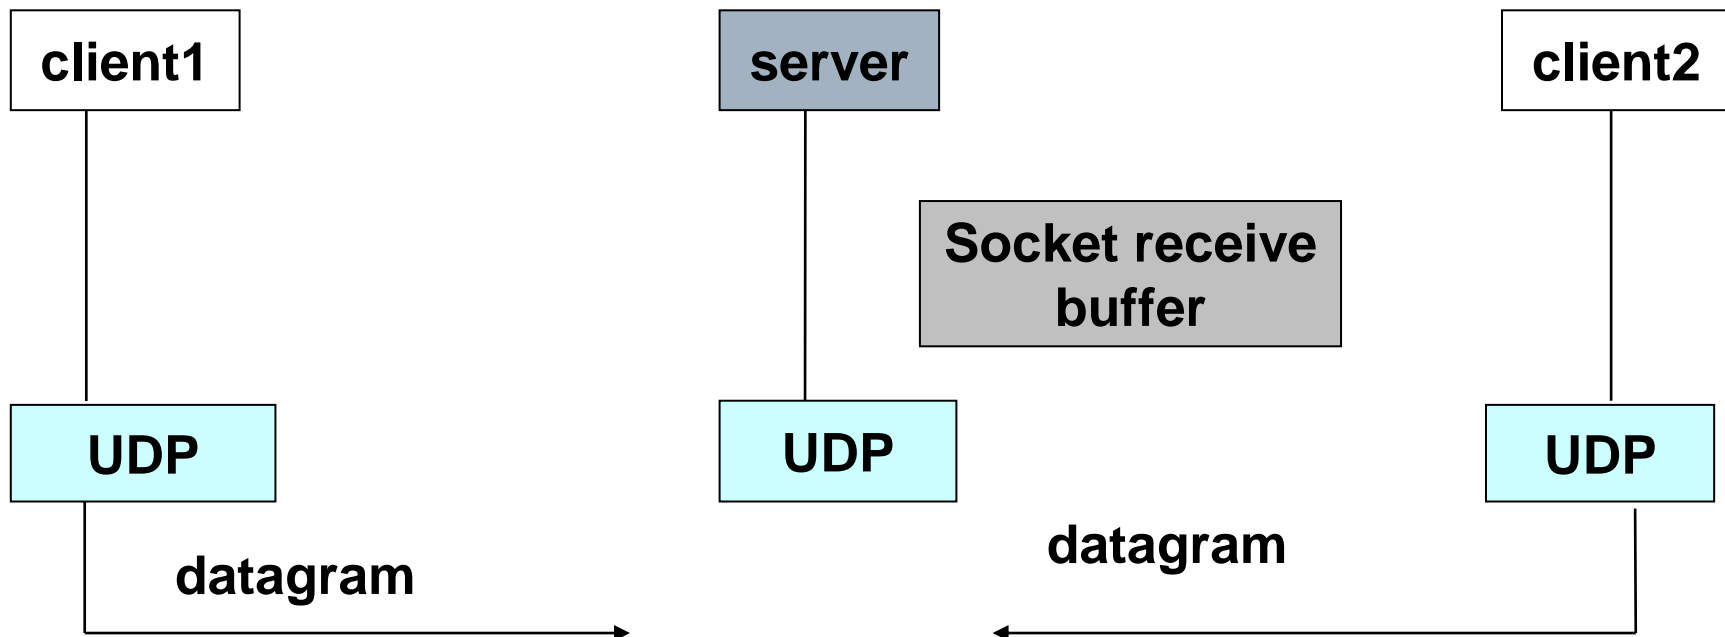 client1
server
client2
Socket receive
buffer
UDP
UDP
UDP
datagram
datagram